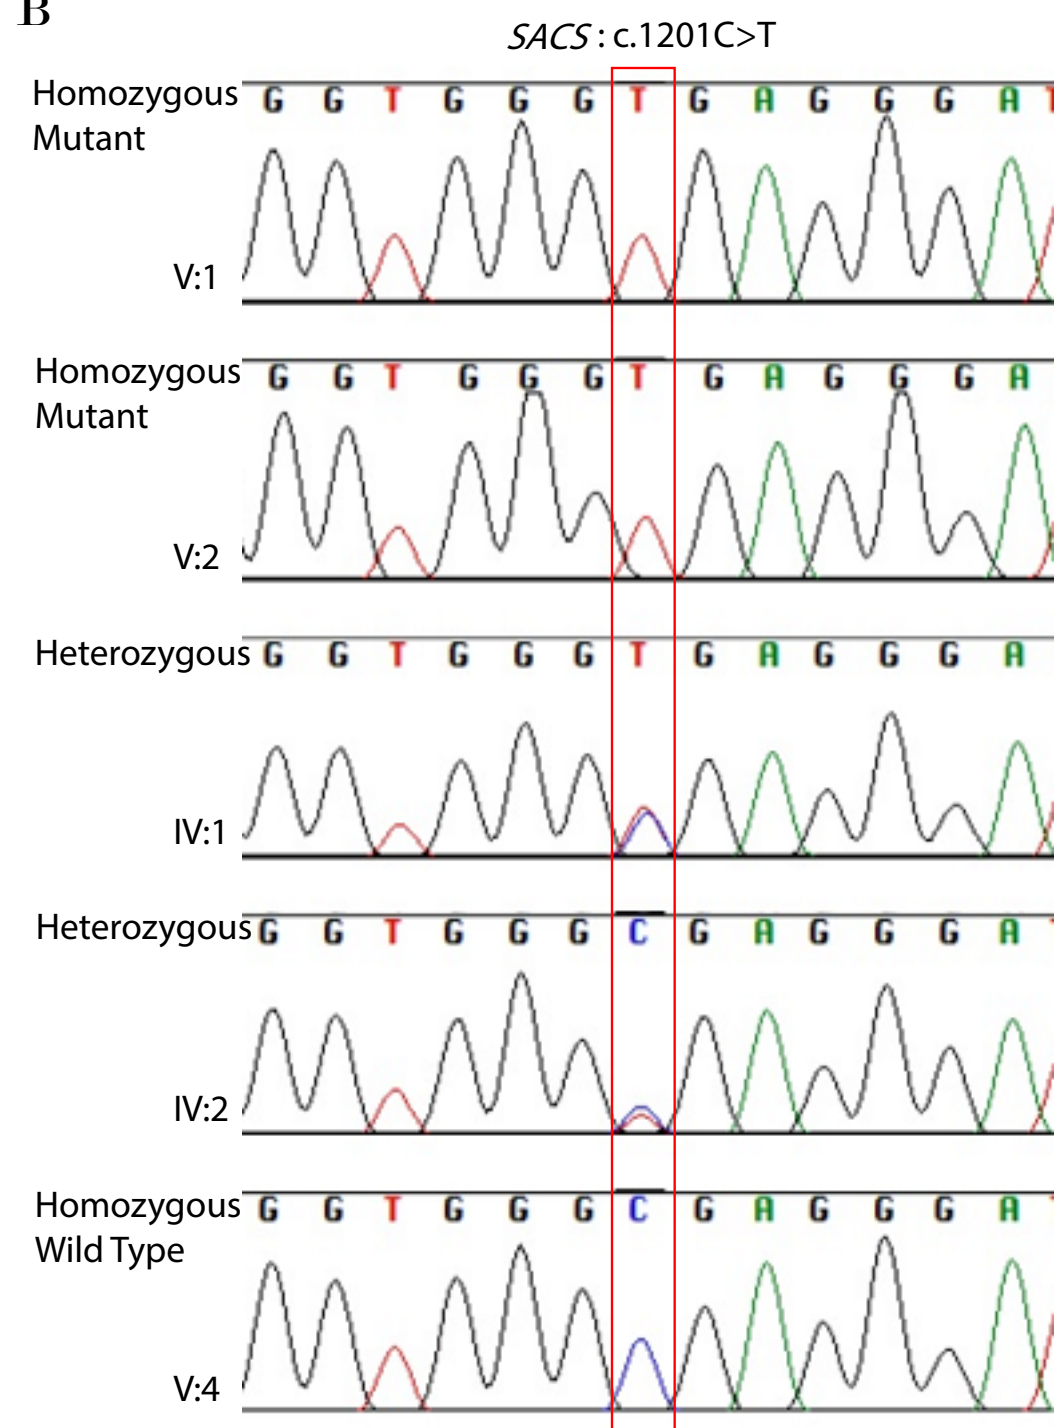 B
SACS : c.1201C>T
Homozygous G G T G G G T G A G G G A T
Mutant
V:1
Homozygous G G T G G G T G A G G G A
Mutant
V:2
Heterozygous G G T G G G T G A G G G A
IV:1
Heterozygous G G T G G G C G A G G G A T
IV:2
Homozygous G G T G G G C G A G G G A T
Wild Type
V:4